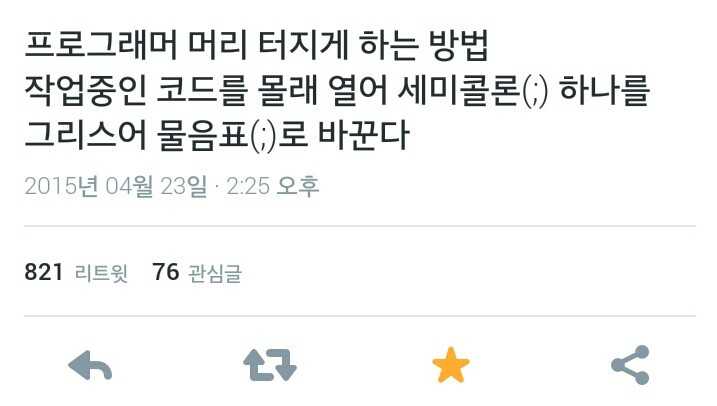 프로그래머 머리 터지게 하는 방법
작업중인 코드를 몰래 열어 세미콜론(;) 하나를
그리스어 물음표(;)로 바꾼다
2015년 04월 23일 · 2:25 오후
821 리트윗 76 관심글